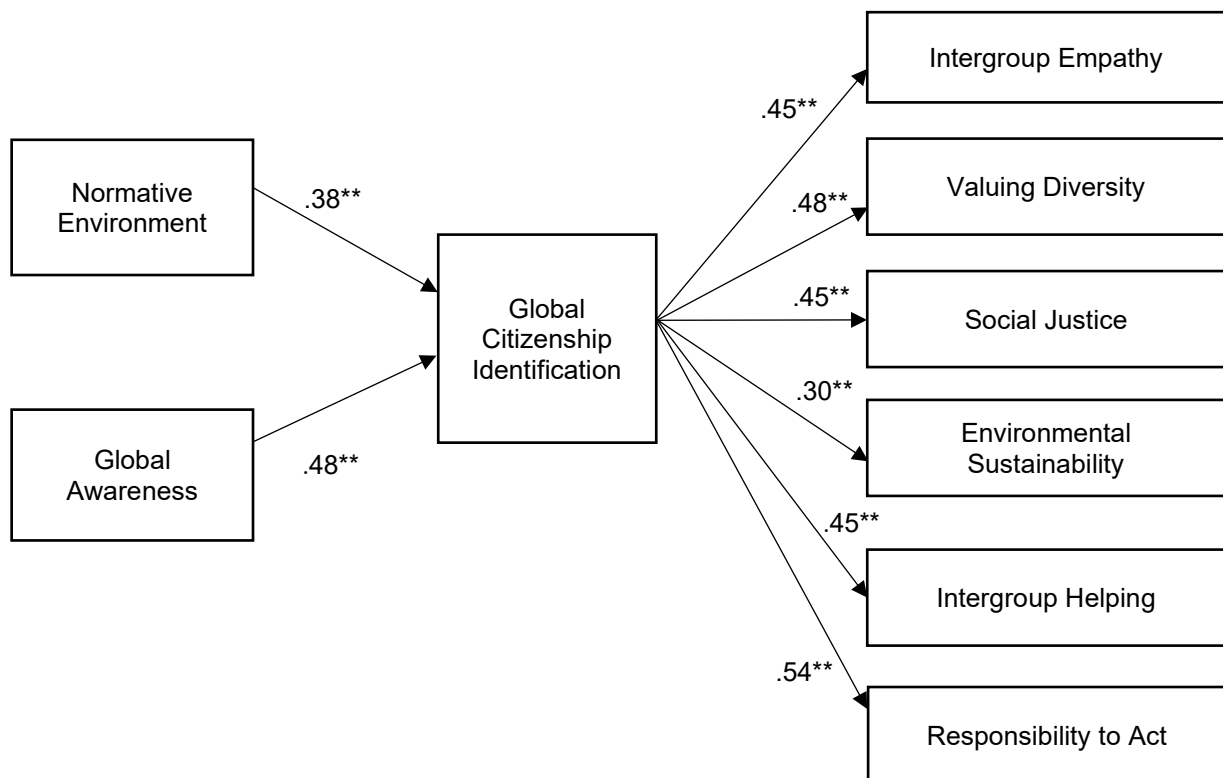 Normative
Environment
.38**
Global
Awareness
.48**
Global
Citizenship
Identification
.45**
Intergroup Empathy
.48**
Valuing Diversity
.45**
Social Justice
.30**
Environmental
Sustainability
.45**
Intergroup Helping
.54**
Responsibility to Act